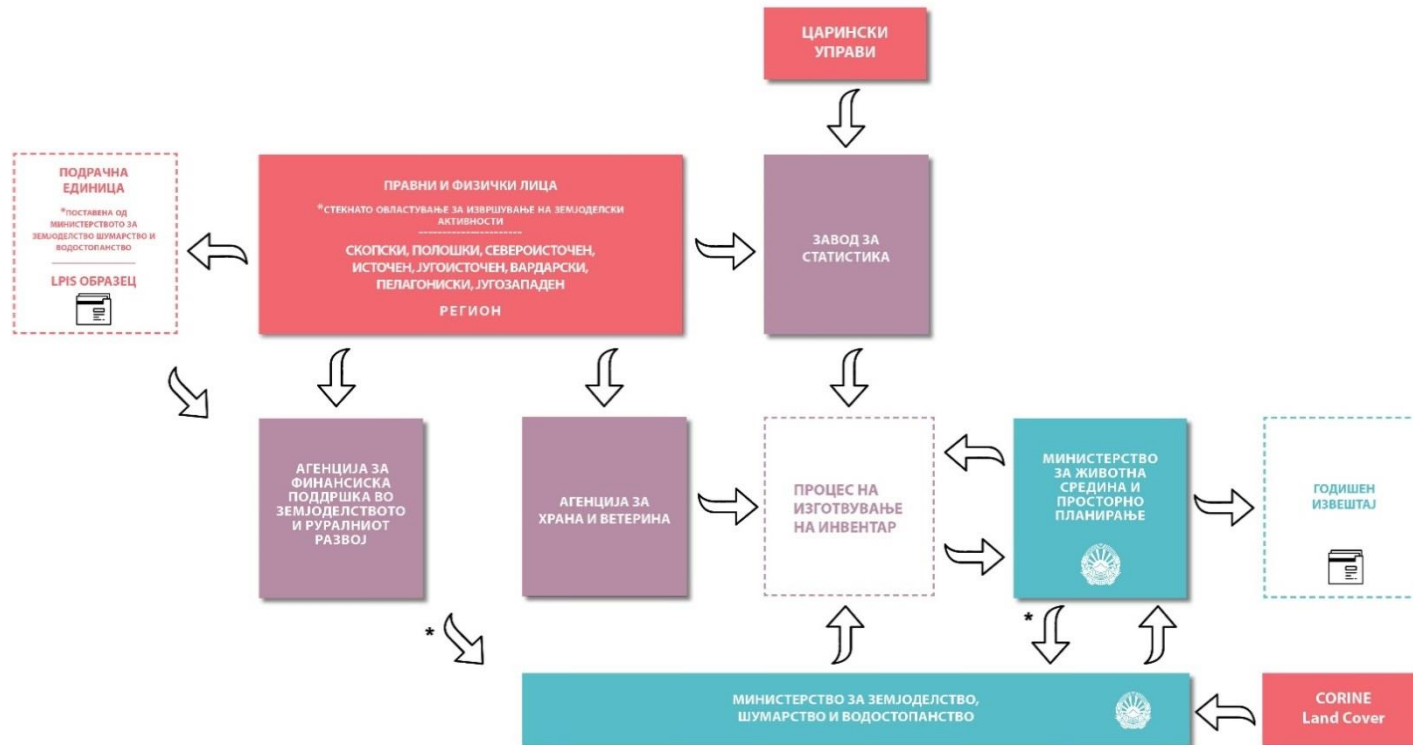 ЦАРИНСКИ
УПРАВИ
ПОДРАЧНА
ЕДИНИЦА
*ПОСТАВЕНА ОД
МИНИСТЕРСТВОТО ЗА
ЗЕМЈОДЕЛСТВО ШУМАРСТВО И
ВОДОСТОПАНСТВО
LPIS ОБРАЗЕЦ
ПРАВНИ И ФИЗИЧКИ ЛИЦА
*СТЕКНАТО ОВЛАСТУВАЊЕ ЗА ИЗВРШУВАЊЕ НА ЗЕМЈОДЕЛСКИ
АКТИВНОСТИ
СКОПСКИ, ПОЛОШКИ, СЕВЕРОИСТОЧЕН,
ИСТОЧЕН, ЈУГОИСТОЧЕН, ВАРДАРСКИ,
ПЕЛАГОНИСКИ, ЈУГОЗАПАДЕН
РЕГИОН
ЗАВОД ЗА
СТАТИСТИКА
АГЕНЦИЈА ЗА
ФИНАНСИСКА
ПОДДРШКА ВО
ЗЕМЈОДЕЛСТВОТО
И РУРАЛНИОТ
РАЗВОЈ
АГЕНЦИЈА ЗА
ХРАНА И ВЕТЕРИНА
ПРОЦЕС НА
ИЗГОТВУВАЊЕ
НА ИНВЕНТАР
МИНИСТЕРСТВО
ЗА ЖИВОТНА
СРЕДИНА И
ПРОСТОРНО
ПЛАНИРАЊЕ
ГОДИШЕН
ИЗВЕШТАЈ
*
*
МИНИСТЕРСТВО ЗА ЗЕМЈОДЕЛСТВО,
ШУМАРСТВО И ВОДОСТОПАНСТВО
CORINE
Land Cover